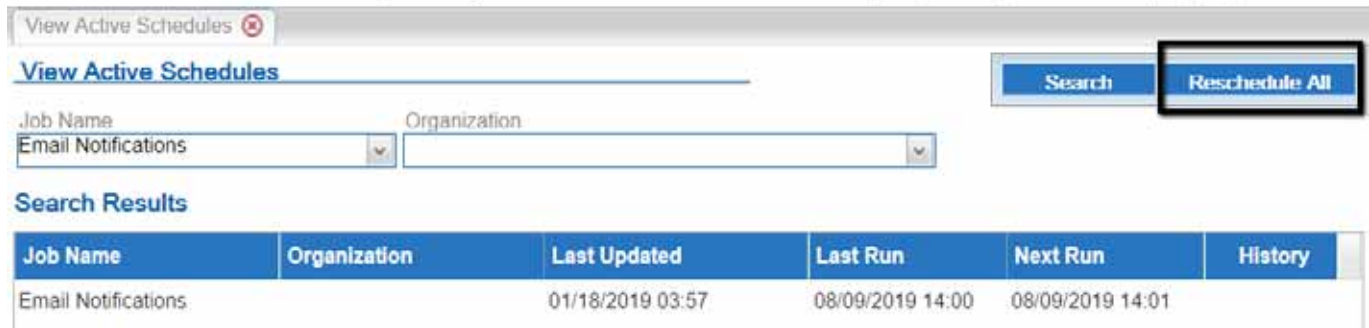 View Active Schedules
View Active Schedules
Search
Reschedule All
Job Name
Organization
Email Notifications
Search Results
Job Name Organization Last Updated Last Run Next Run History
Email Notifications 01/18/2019 03:57 08/09/2019 14:00 08/09/2019 14:01